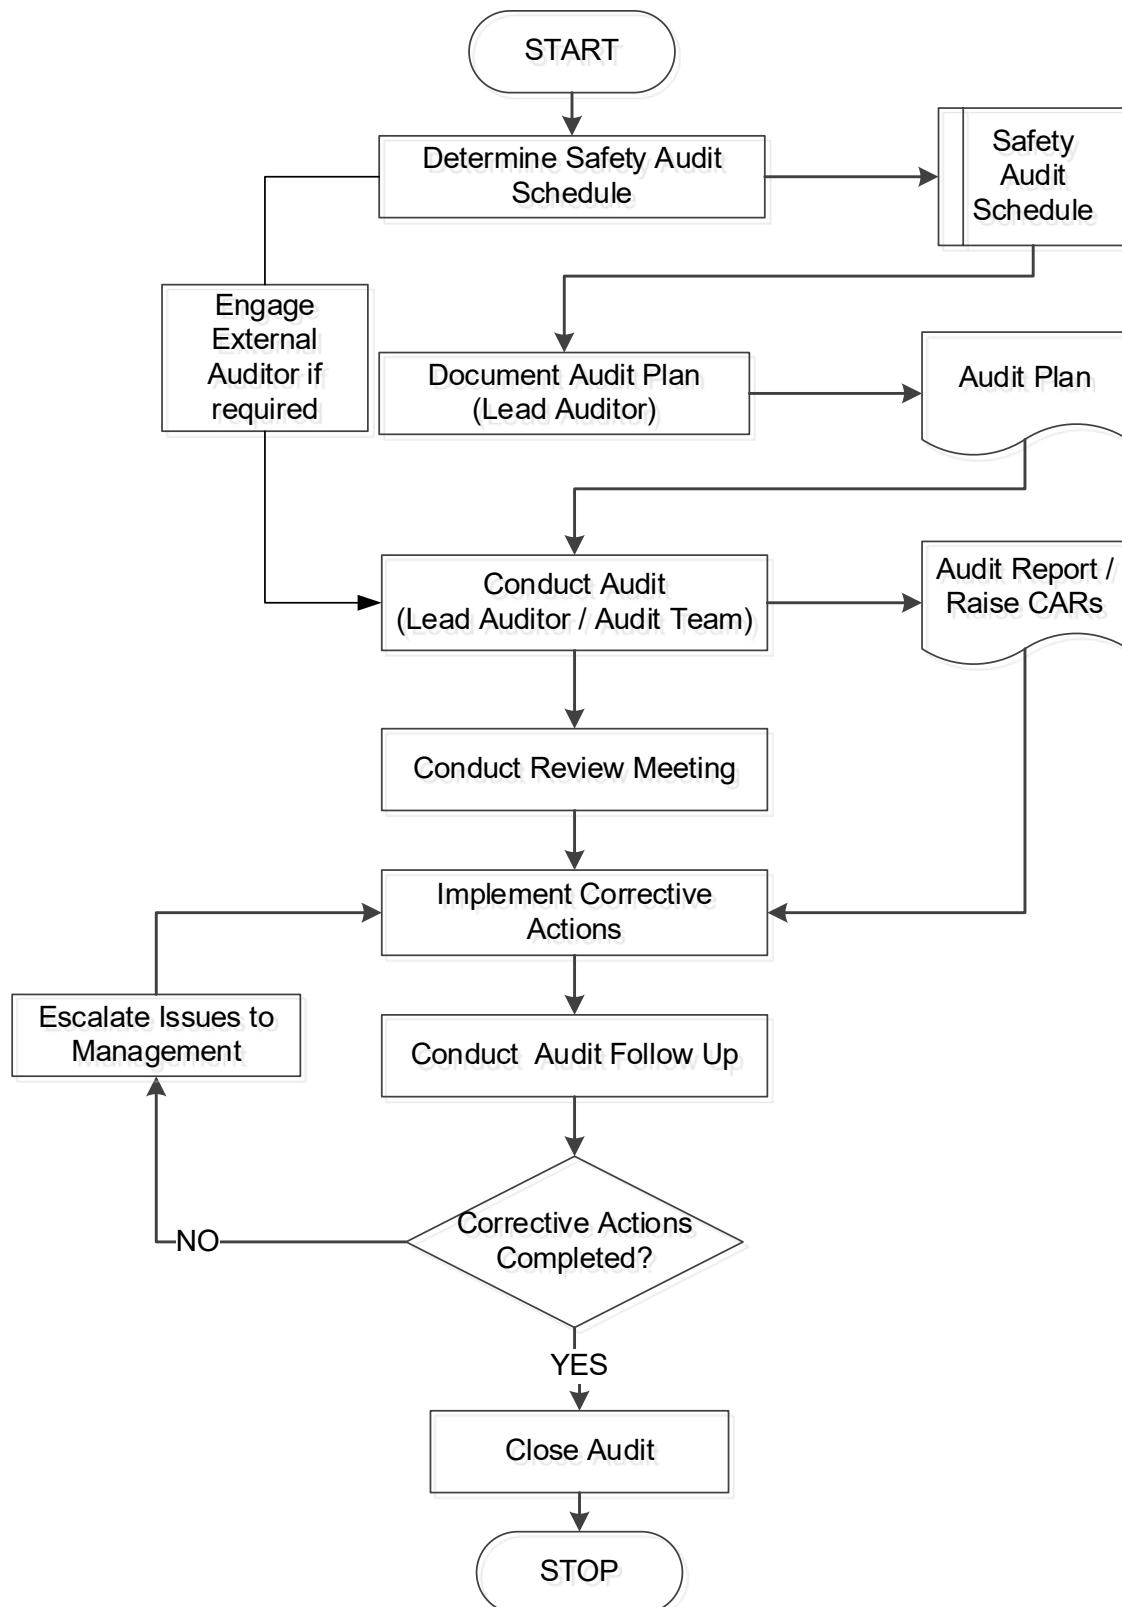 START
Determine Safety Audit
Schedule
Safety
Audit
Schedule
Engage
External
Auditor if
required
Document Audit Plan
(Lead Auditor)
Audit Plan
Conduct Audit
(Lead Auditor / Audit Team)
Audit Report /
Raise CARs
Conduct Review Meeting
Implement Corrective
Actions
Escalate Issues to
Management
Conduct  Audit Follow Up
Corrective Actions
Completed?
NO
YES
Close Audit
STOP